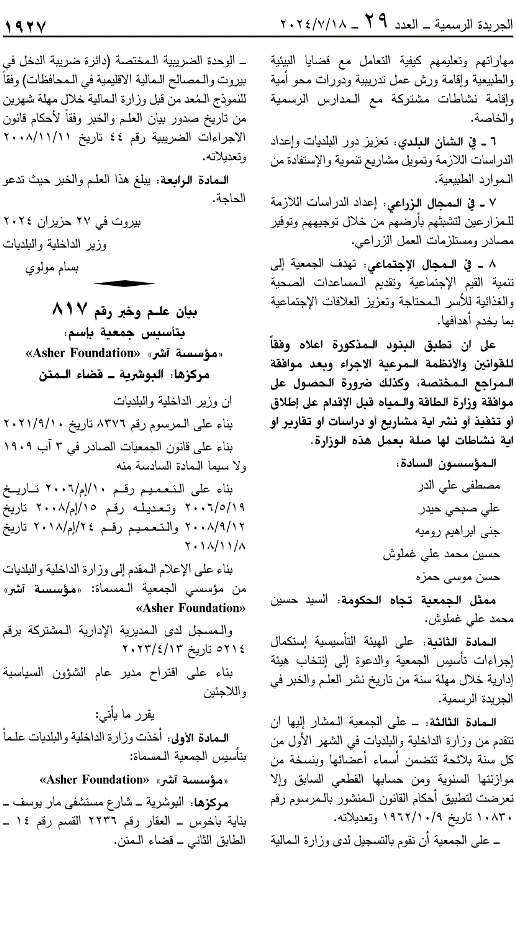 الجريدة الرسمية – العدد ٢٩ – ٢٠٢٤/٧/١٨
١٩٢٧
مهاراتهم وتعليمهم كيفية التعامل مع قضايا البيئية
والطبيعية وإقامة ورش عمل تدريبية ودورات محو أمية
وإقامة نشاطات مشتركة مع المدارس الرسمية
والخاصة.
٦ – في الشأن البلدي: تعزيز دور البلديات وإعداد
الدراسات اللازمة وتمويل مشاريع تنموية والإستفادة من
الموارد الطبيعية.
٧ – في المجال الزراعي: إعداد الدراسات اللازمة
للمزارعين لتشبثهم بأرضهم من خلال توجيههم وتوفير
مصادر ومستلزمات العمل الزراعي.
٨ – في المجال الإجتماعي: تهدف الجمعية إلى
تنمية القيم الإجتماعية وتقديم المساعدات الصحية
والغذائية للأسر المحتاجة وتعزيز العلاقات الإجتماعية
بما يخدم أهدافها.
على ان تطبق البنود المذكورة اعلاه وفقاً
للقوانين والأنظمة المرعية الاجراء وبعد موافقة
المراجع المختصة، وكذلك ضرورة الحصول على
موافقة وزارة الطاقة والمياه قبل الإقدام على إطلاق
أو تنفيذ أو نشر اية مشاريع أو دراسات او تقارير او
اية نشاطات لها صلة بعمل هذه الوزارة.
المؤسسون السادة:
مصطفى علي الدر
علي صبحي حيدر
جنى ابراهيم روميه
حسين محمد علي غملوش
حسن موسى حمزه
ممثل الجمعية تجاه الحكومة: السيد حسين
محمد علي غملوش.
المادة الثانية: على الهيئة التأسيسية إستكمال
إجراءات تأسيس الجمعية والدعوة إلى إنتخاب هيئة
إدارية خلال مهلة سنة من تاريخ نشر العلم والخبر في
الجريدة الرسمية.
المادة الثالثة: – على الجمعية المشار إليها ان
تتقدم من وزارة الداخلية والبلديات في الشهر الأول من
كل سنة بلائحة تتضمن أسماء أعضائها وبنسخة من
موازنتها السنوية ومن حسابها القطعي السابق وإلا
تعرضت لتطبيق أحكام القانون المنشور بالمرسوم رقم
١٠٨٣٠ تاريخ ١٩٦٢/١٠/٩ وتعديلاته.
– على الجمعية أن تقوم بالتسجيل لدى وزارة المالية
– الوحدة الضريبية المختصة (دائرة ضريبة الدخل في
بيروت والمصالح المالية الاقليمية في المحافظات) وفقاً
للنموذج المُعد من قبل وزارة المالية خلال مهلة شهرين
من تاريخ صدور بيان العلم والخبر وفقاً لأحكام قانون
الاجراءات الضريبية رقم ٤٤ تاريخ ٢٠٠٨/١١/١١
وتعديلاته.
المادة الرابعة: يبلغ هذا العلم والخبر حيث تدعو
الحاجة.
بيروت في ٢٧ حزيران ٢٠٢٤
وزير الداخلية والبلديات
بسام مولوي
بيان علم وخبر رقم ٨١٧
بتأسيس جمعية بإسم:
«مؤسسة آشر» «Asher Foundation»
مركزها: البوشرية – قضاء المتن
ان وزير الداخلية والبلديات
بناء على المرسوم رقم ٨٣٧٦ تاريخ ٢٠٢١/٩/١٠
بناء على قانون الجمعيات الصادر في ٣ آب ١٩٠٩
ولا سيما المادة السادسة منه
بناء على التعميم رقم ١٠/إم/٢٠٠٦ تاريخ
٢٠٠٦/٥/١٩ وتعديله رقم ١٥/إم/٢٠٠٨ تاريخ
٢٠٠٨/٩/١٢ والتعميم رقم ٢٤/إم/٢٠١٨ تاريخ
٢٠١٨/١١/٨
بناء على الإعلام المقدم إلى وزارة الداخلية والبلديات
من مؤسسي الجمعية المسماة: «مؤسسة آشر»
«Asher Foundation»
والمسجل لدى المديرية الإدارية المشتركة برقم
٥٢١٤ تاريخ ٢٠٢٣/٤/١٣
بناء على اقتراح مدير عام الشؤون السياسية
واللاجئين
يقرر ما يأتي:
المادة الأولى: أخذت وزارة الداخلية والبلديات علماً
بتأسيس الجمعية المسماة:
«مؤسسة آشر» «Asher Foundation»
مركزها: البوشرية – شارع مستشفى مار يوسف –
بناية باخوس – العقار رقم ٢٢٣٦ القسم رقم ١٤ –
الطابق الثاني – قضاء المتن.